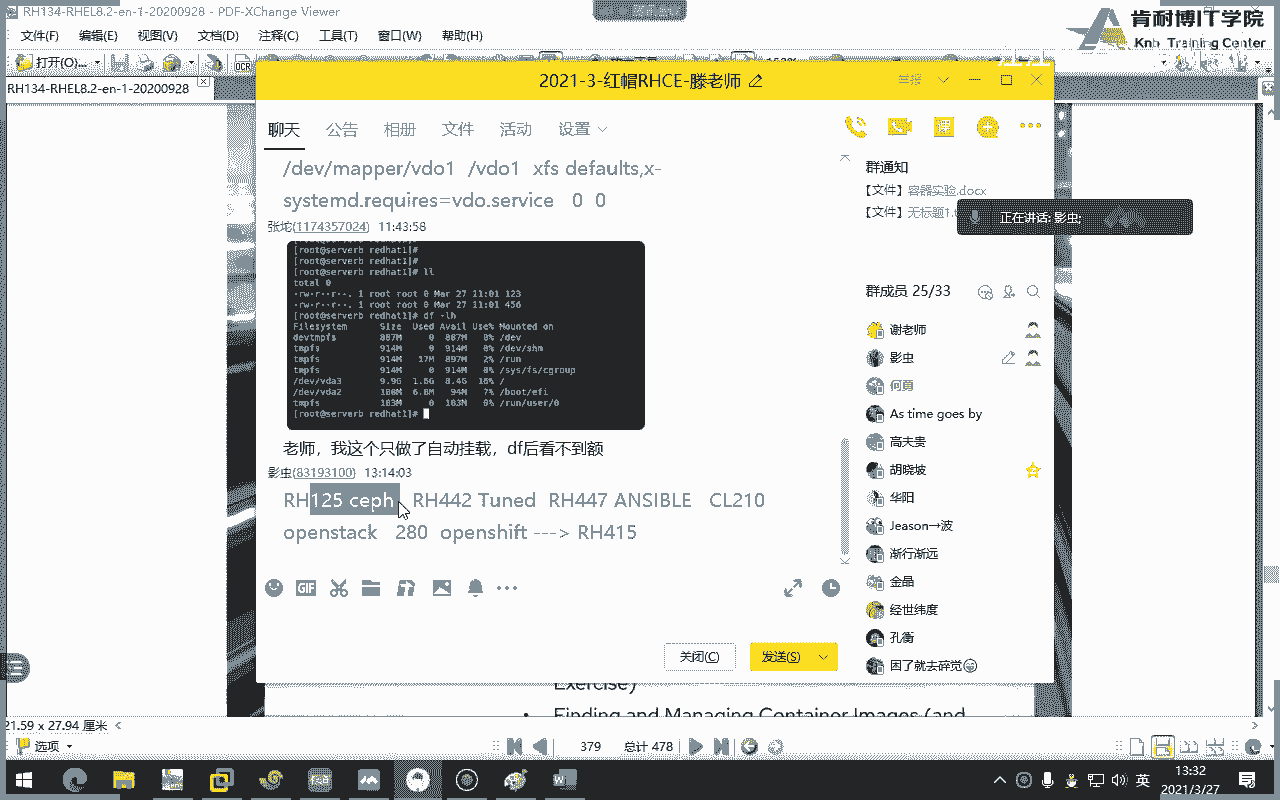 RH134-RHEL8.2-en-1-20200928 - PDF-XChange Viewer
文件(F) 编辑(E) 视图(V) 文档(D) 注释(C) 工具(T) 窗口(W) 帮助(H)
肯耐博IT学院
Knb Training Center
打开(O)...
OCR
RH134-RHEL8.2-en-1-20200928
2021-3-红帽RHCE-滕老师
聊天 公告 相册 文件 活动 设置
/dev/mapper/vdo1 /vdo1 xfs defaults,x-
systemd.requires=vdo.service 0 0
张坨(1174357024) 11:43:58
[root@serverb redhat1]#
[root@serverb redhat1]#
[root@serverb redhat1]# ll
total 0
-rw-r--r--. 1 root root 0 Mar 27 11:01 123
-rw-r--r--. 1 root root 0 Mar 27 11:01 456
[root@serverb redhat1]# df -lh
Filesystem Size Used Avail Use% Mounted on
devtmpfs 887M 0 887M 0% /dev
tmpfs 914M 0 914M 0% /dev/shm
tmpfs 914M 17M 897M 2% /run
tmpfs 914M 0 914M 0% /sys/fs/cgroup
/dev/vda3 9.9G 1.6G 8.4G 16% /
/dev/vda2 100M 6.8M 94M 7% /boot/efi
tmpfs 183M 0 183M 0% /run/user/0
[root@serverb redhat1]#
老师，我这个只做了自动挂载，df后看不到额
影虫(83193100) 13:14:03
RH125 ceph RH442 Tuned RH447 ANSIBLE CL210
openstack 280 openshift ---> RH415
GIF
关闭(C) 发送(S)
群通知
【文件】容器实验.docx
【文件】无标题1.
正在讲话: 影虫;
群成员 25/33
谢老师
影虫
何勇
As time goes by
高夫贵
胡晓坡
华阳
Jeason→波
渐行渐远
金晶
经世纬度
孔衡
困了就去碎觉
Exercise)
• Finding and Managing Container Images (and
21.59 x 27.94 厘米
选项
379 总计 478
英
13:32
2021/3/27